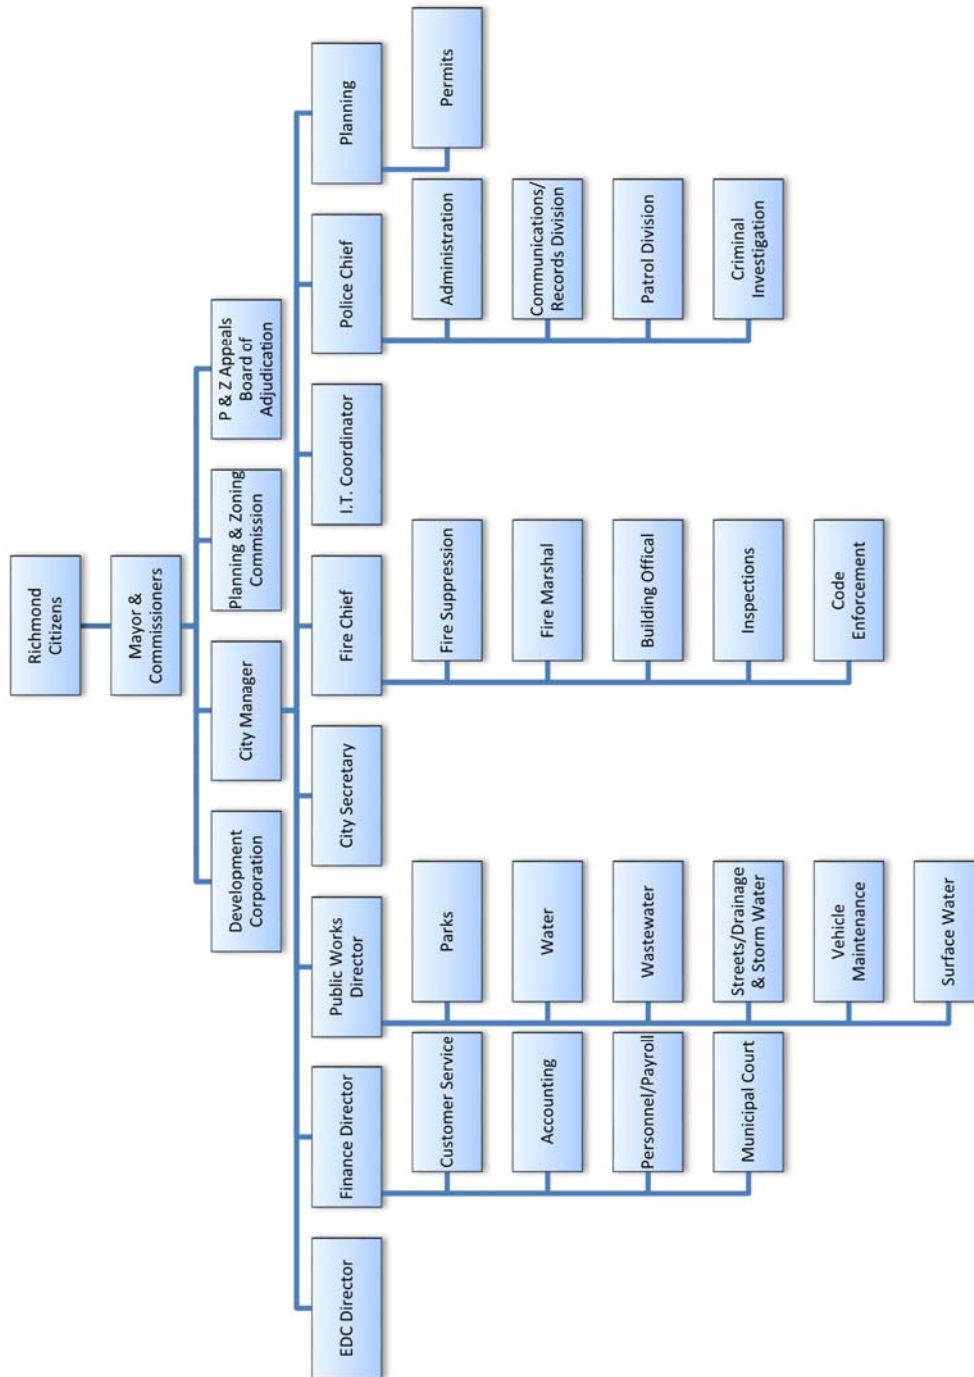 Richmond
Citizens
Mayor &
Commissioners
Development
Corporation
City Manager
Planning & Zoning
Commission
P & Z Appeals
Board of
Adjudication
EDC Director
Finance Director
Public Works
Director
City Secretary
Fire Chief
I.T. Coordinator
Police Chief
Planning
Customer Service
Accounting
Personnel/Payroll
Municipal Court
Parks
Water
Wastewater
Streets/Drainage
& Storm Water
Vehicle
Maintenance
Surface Water
Fire Suppression
Fire Marshal
Building Offical
Inspections
Code
Enforcement
Administration
Communications/
Records Division
Patrol Division
Criminal
Investigation
Permits